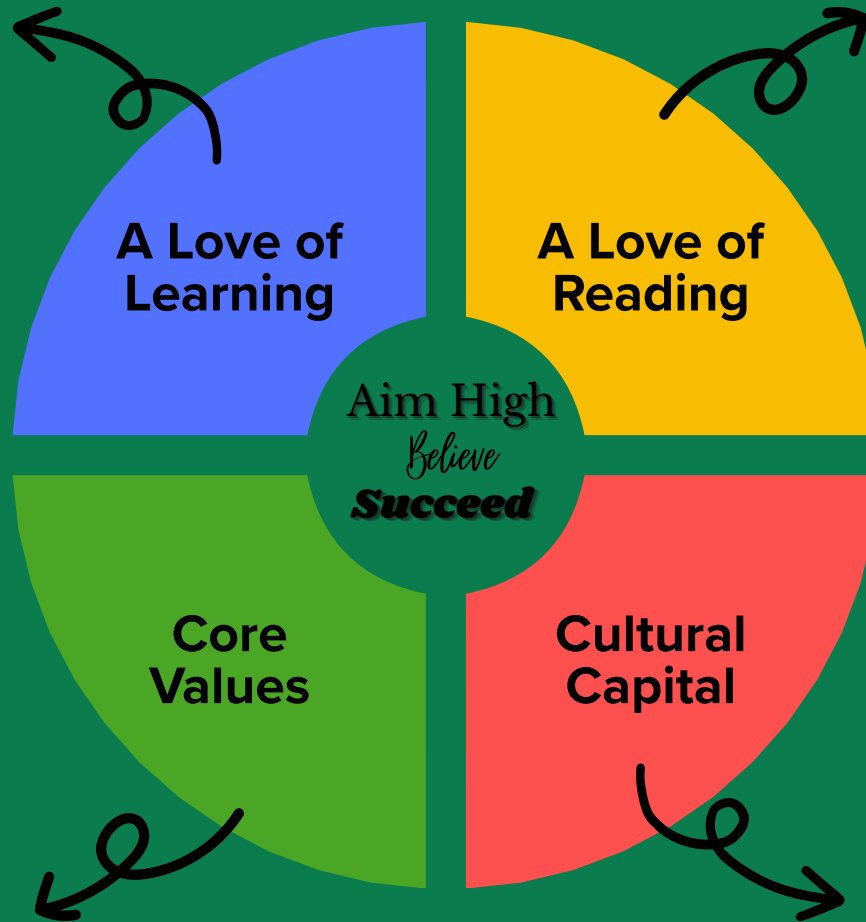 A Love of
Learning
A Love of
Reading
Aim High
Believe
Succeed
Core
Values
Cultural
Capital